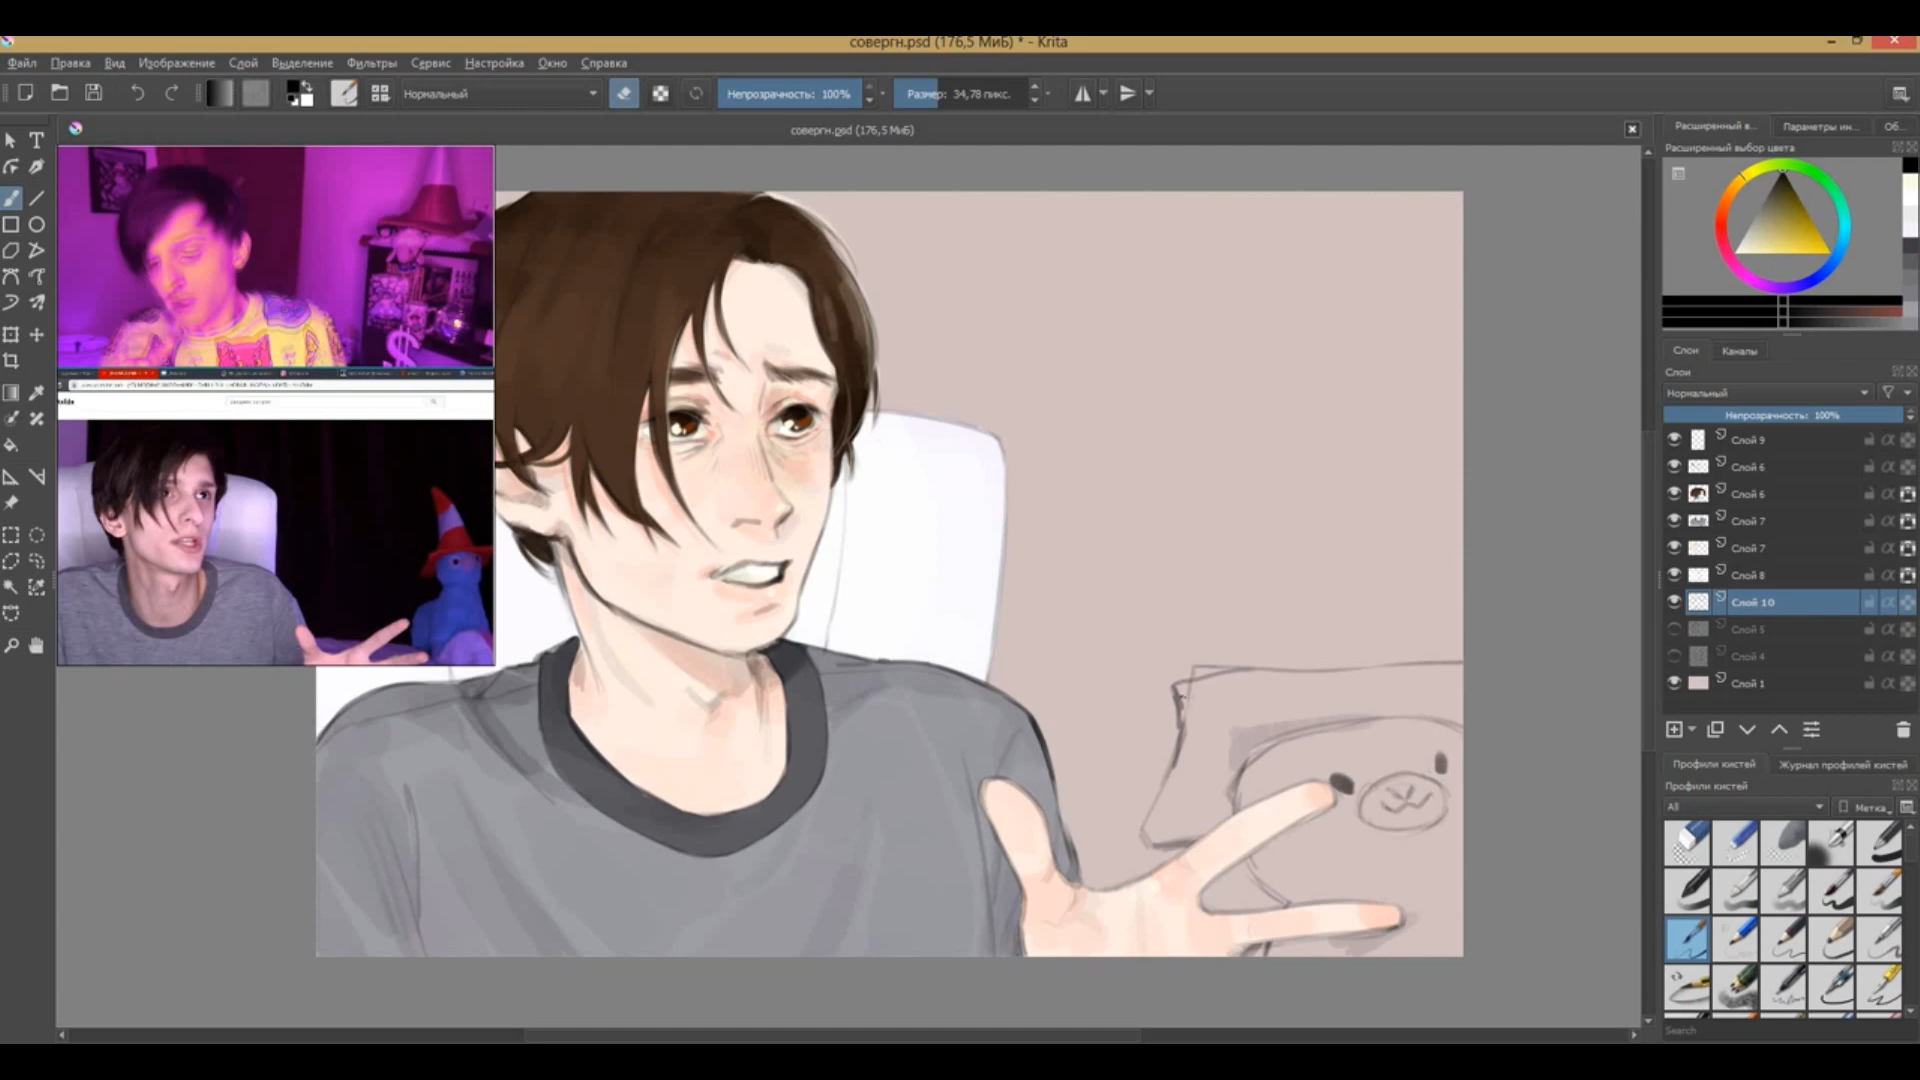 совергн.psd (176,5 МиБ) * - Krita
Файл Правка Вид Изображение Слой Выделение Фильтры Сервис Настройка Окно Справка
Нормальный
Непрозрачность: 100%
Размер: 34,78 пикс.
совергн.psd (176,5 МиБ)
Расширенный в...
Параметры ин...
Об...
Расширенный выбор цвета
Слои
Каналы
Слои
Нормальный
Непрозрачность: 100%
Слой 9
Слой 6
Слой 6
Слой 7
Слой 7
Слой 8
Слой 10
Слой 5
Слой 4
Слой 1
Профили кистей
Журнал профилей кистей
Профили кистей
All
Метка
Search